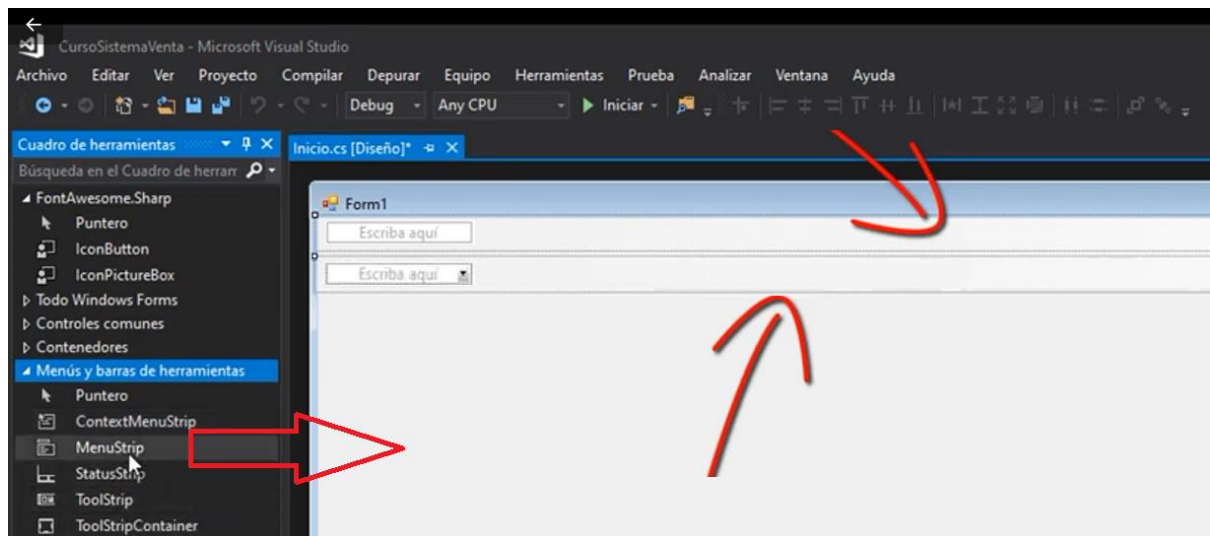 CursoSistemaVenta - Microsoft Visual Studio
Archivo Editar Ver Proyecto Compilar Depurar Equipo Herramientas Prueba Analizar Ventana Ayuda
Debug Any CPU Iniciar
Cuadro de herramientas
Inicio.cs [Diseño]*
Búsqueda en el Cuadro de herram
FontAwesome.Sharp
Form1
Puntero
Escriba aquí
IconButton
IconPictureBox
Escriba aquí
Todo Windows Forms
Controles comunes
Contenedores
Menús y barras de herramientas
Puntero
ContextMenuStrip
MenuStrip
StatusStrip
ToolStrip
ToolStripContainer